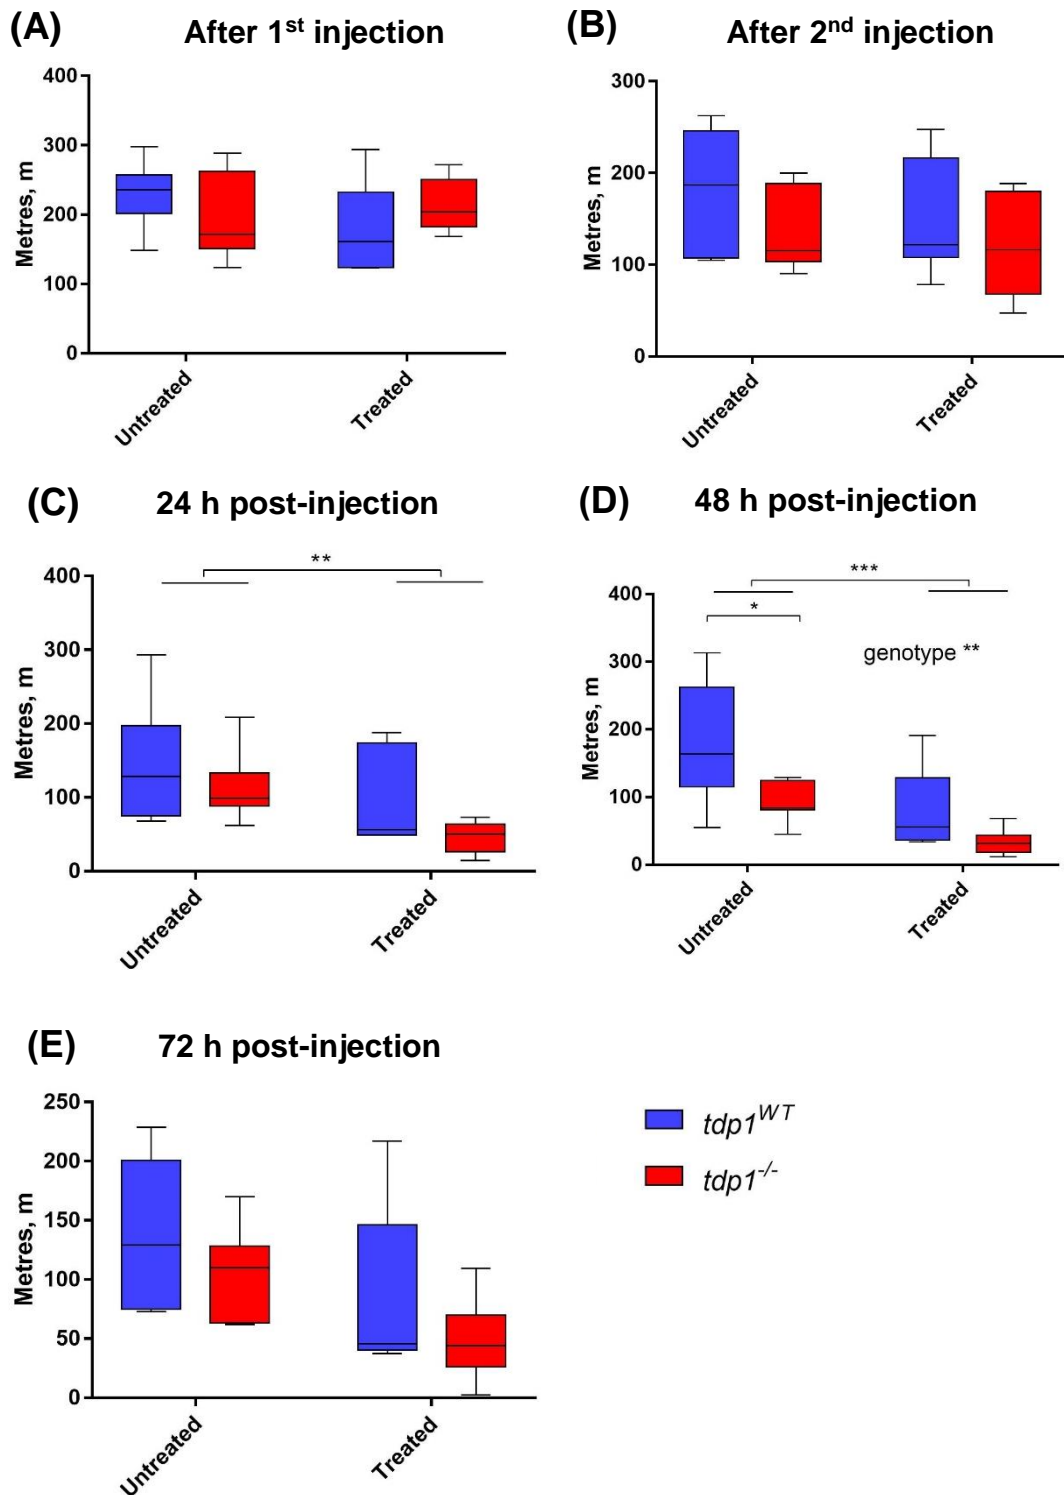 (A) After 1st injection
400
300
200
100
0
Metres, m
Untreated
Treated
(B) After 2nd injection
300
200
100
0
Metres, m
Untreated
Treated
(C) 24 h post-injection
**
400
300
200
100
0
Metres, m
Untreated
Treated
(D) 48 h post-injection
***
*
genotype **
400
300
200
100
0
Metres, m
Untreated
Treated
(E) 72 h post-injection
250
200
150
100
50
0
Metres, m
Untreated
Treated
tdp1WT
tdp1-/-